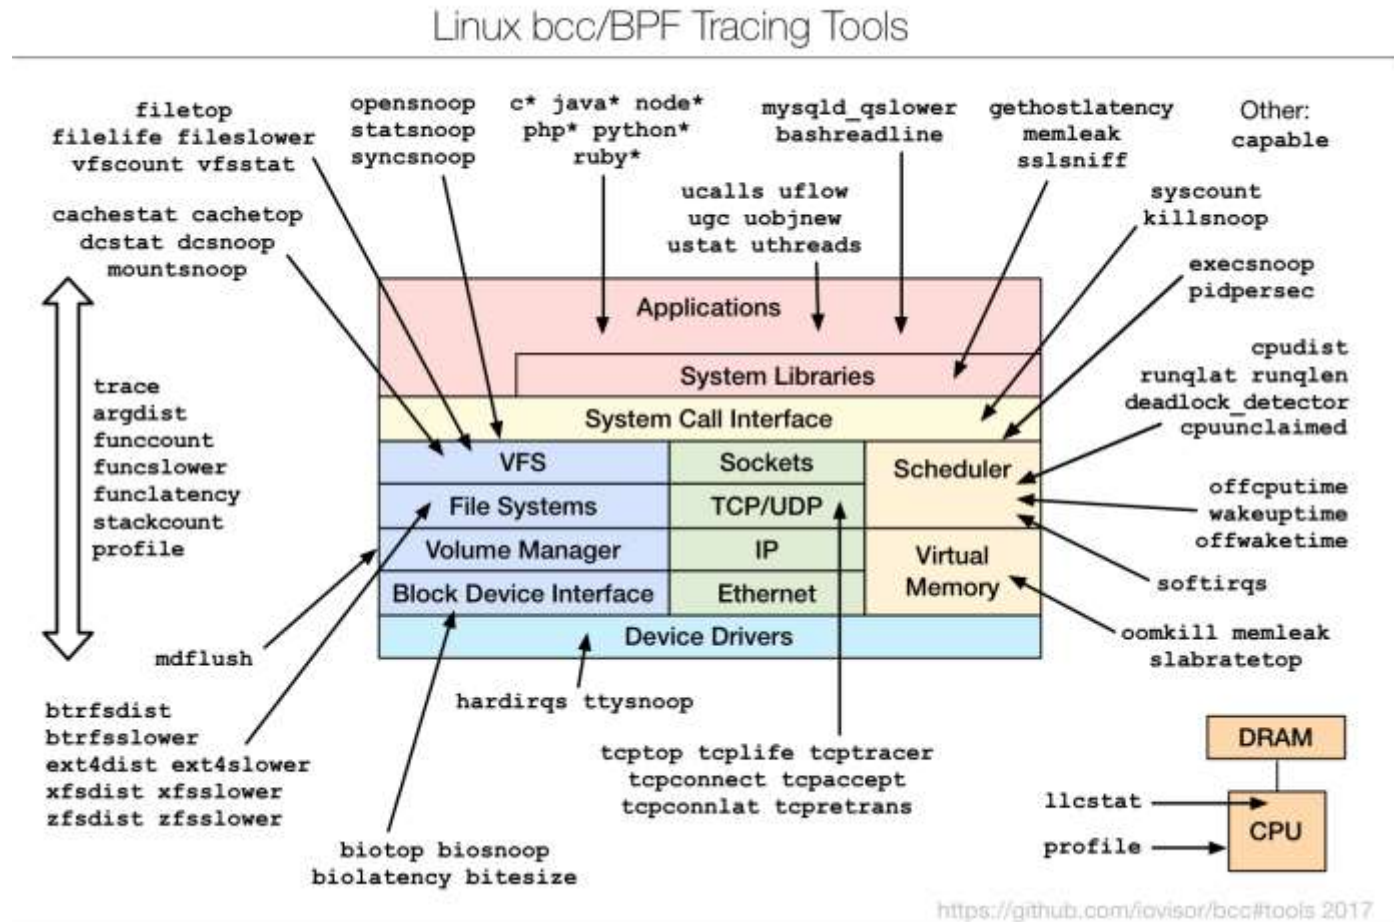 Linux bcc/BPF Tracing Tools
filetop
filelife fileslower
vfscount vfsstat
opensnoop
statsnoop
syncsnoop
c* java* node*
php* python*
ruby*
mysqld_qslower
bashreadline
gethostlatency
memleak
sslsniff
Other:
capable
ucalls uflow
ugc uobjnew
ustat uthreads
syscount
killsnoop
cachestat cachetop
dcstat dcsnoop
mountsnoop
execsnoop
pidpersec
Applications
System Libraries
System Call Interface
VFS
File Systems
Volume Manager
Block Device Interface
Sockets
TCP/UDP
IP
Ethernet
Scheduler
Virtual
Memory
Device Drivers
cpudist
runqlat runqlen
deadlock_detector
cpuunclaimed
offcputime
wakeuptime
offwaketime
softirqs
oomkill memleak
slabratetop
trace
argdist
funccount
funcslower
funclatency
stackcount
profile
mdflush
btrfsdist
btrfsslower
ext4dist ext4slower
xfsdist xfsslower
zfsdist zfsslower
hardirqs ttysnoop
biotop biosnoop
biolatency bitesize
tcptop tcplife tcptracer
tcpconnect tcpaccept
tcpconnlat tcpretrans
DRAM
llcstat
CPU
profile
https://github.com/iovisor/bcc#tools 2017